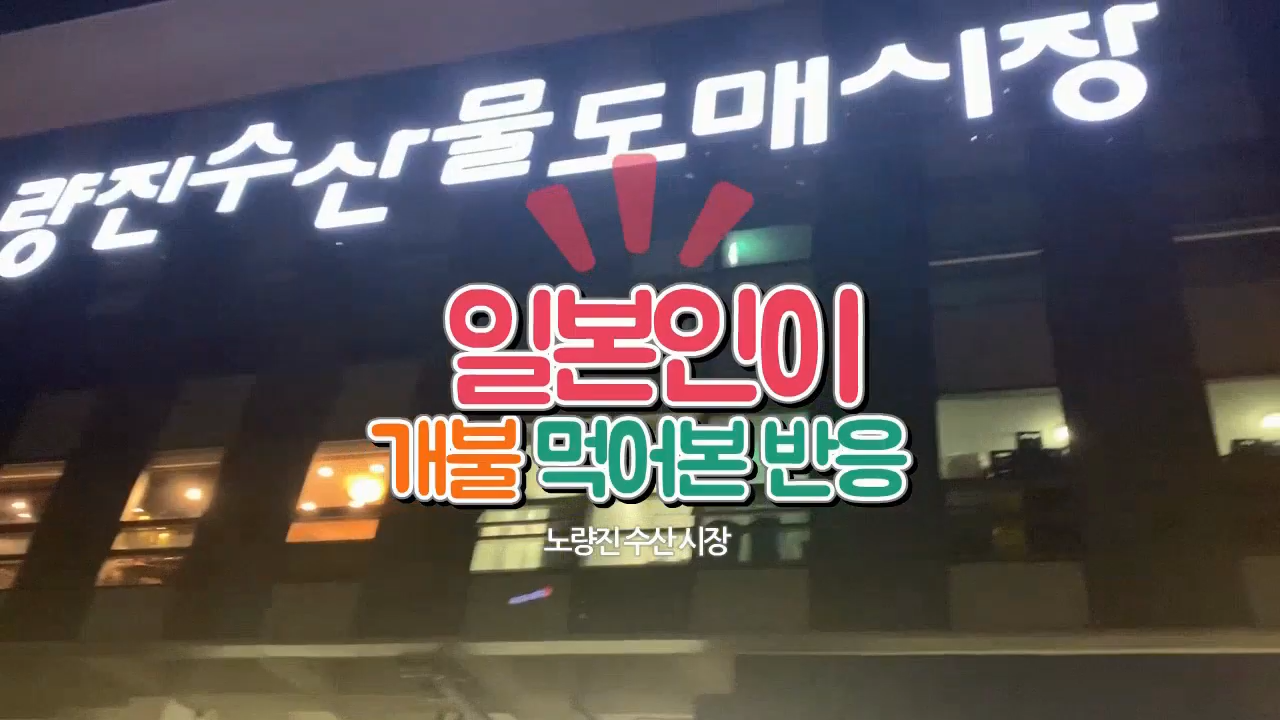 량진수산물도매시장
일본인이
개불 먹어본 반응
노량진 수산 시장